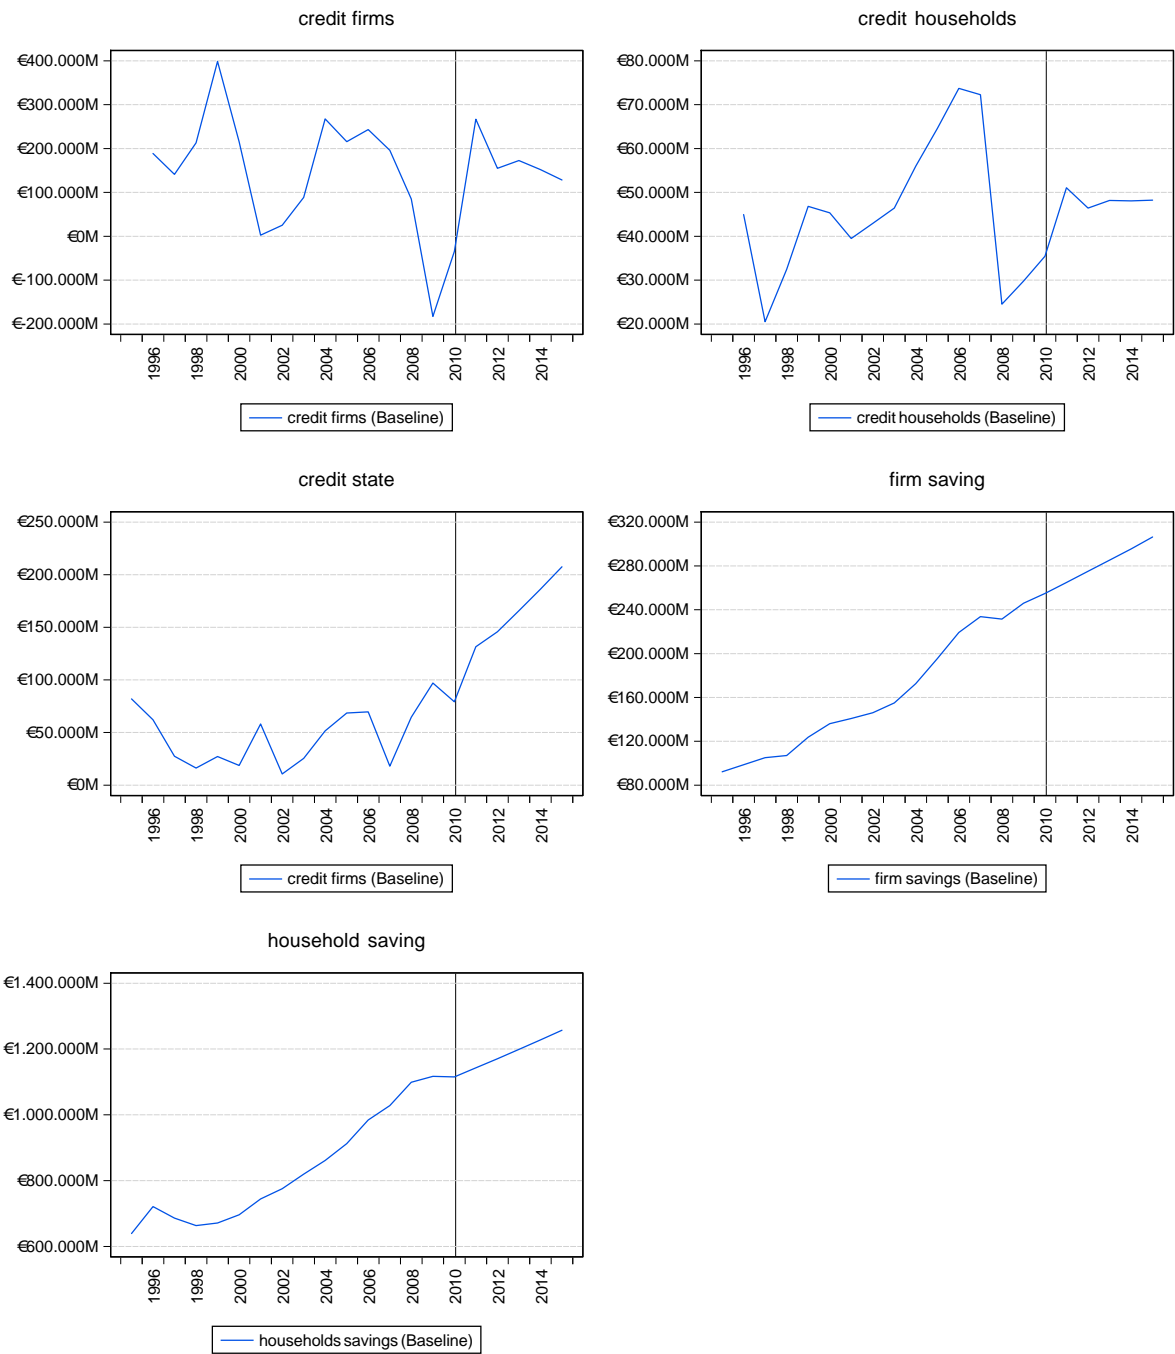 credit firms
€400.000M
€300.000M
€200.000M
€100.000M
€0M
€-100.000M
€-200.000M
1996 1998 2000 2002 2004 2006 2008 2010 2012 2014
credit firms (Baseline)
credit households
€80.000M
€70.000M
€60.000M
€50.000M
€40.000M
€30.000M
€20.000M
1996 1998 2000 2002 2004 2006 2008 2010 2012 2014
credit households (Baseline)
credit state
€250.000M
€200.000M
€150.000M
€100.000M
€50.000M
€0M
1996 1998 2000 2002 2004 2006 2008 2010 2012 2014
credit firms (Baseline)
firm saving
€320.000M
€280.000M
€240.000M
€200.000M
€160.000M
€120.000M
€80.000M
1996 1998 2000 2002 2004 2006 2008 2010 2012 2014
firm savings (Baseline)
household saving
€1.400.000M
€1.200.000M
€1.000.000M
€800.000M
€600.000M
1996 1998 2000 2002 2004 2006 2008 2010 2012 2014
households savings (Baseline)